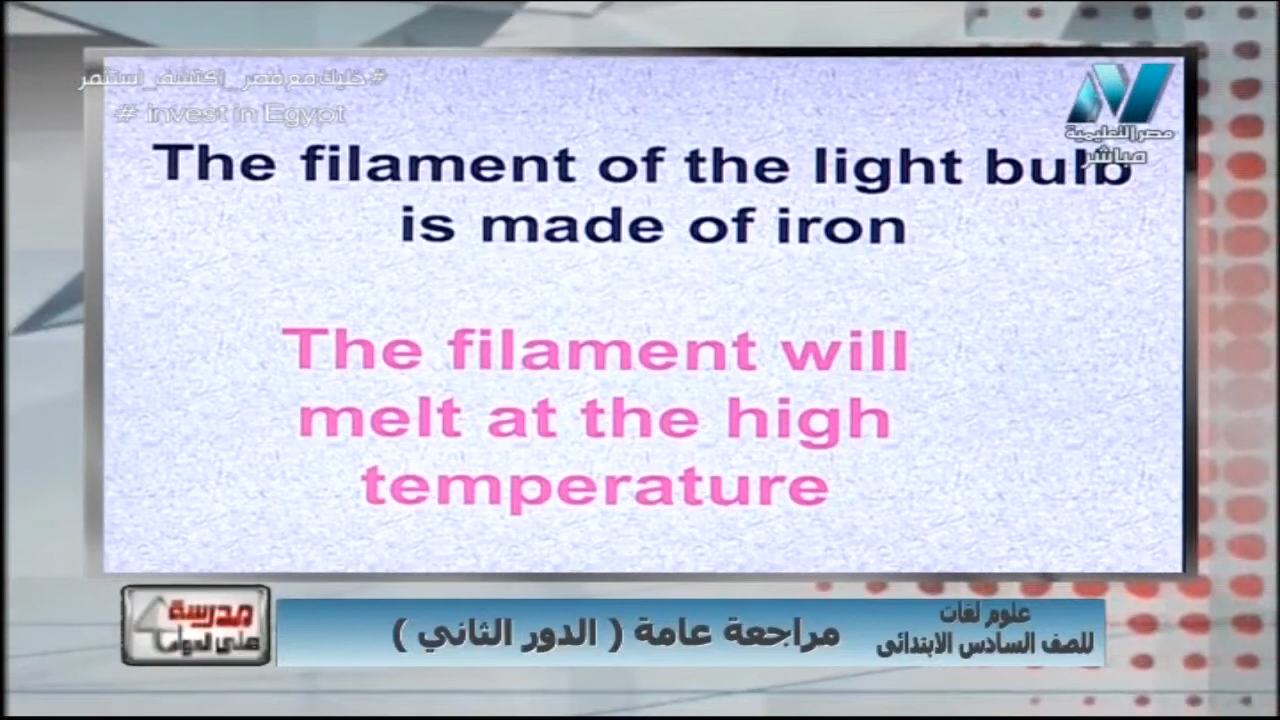 #خليك_مع_مصر_إكتشف_إستثمر
# invest in Egypt
مصر التعليمية
مباشر
The filament of the light bulb
is made of iron
The filament will
melt at the high
temperature
مدرسة
على الهواء
علوم لغات
للصف السادس الابتدائى
مراجعة عامة ( الدور الثاني )